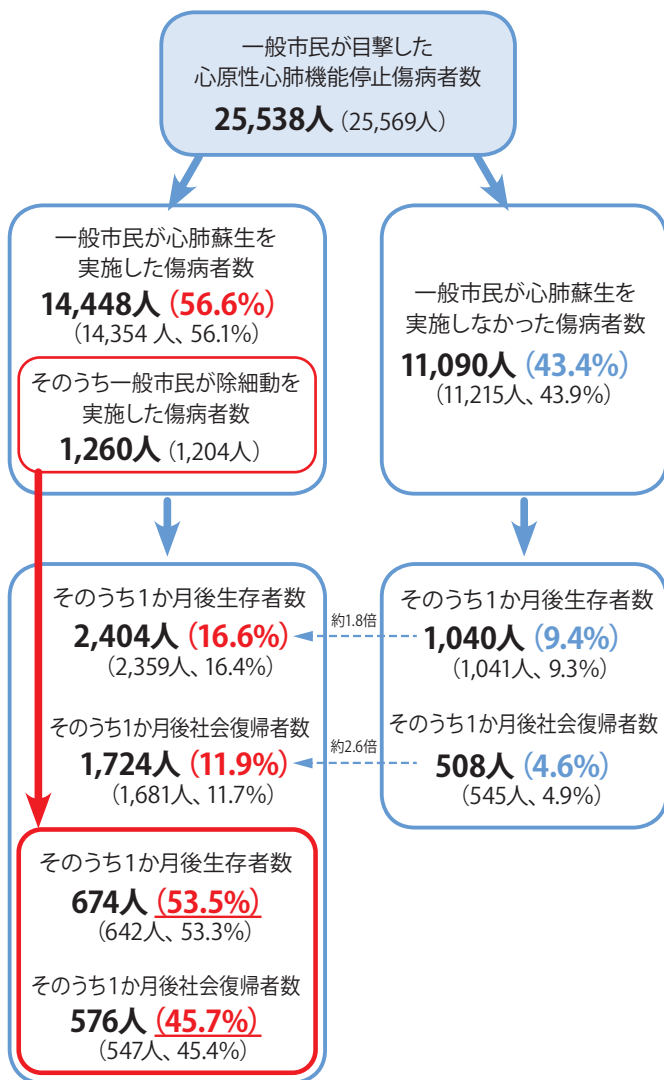 一般市民が目撃した
心原性心肺機能停止傷病者数
25,538人（25,569人）
一般市民が心肺蘇生を
実施した傷病者数
14,448人（56.6%）
（14,354 人、56.1%）
そのうち一般市民が除細動を
実施した傷病者数
1,260人（1,204人）
一般市民が心肺蘇生を
実施しなかった傷病者数
11,090人（43.4%）
（11,215人、43.9%）
そのうち1か月後生存者数
2,404人（16.6%）
（2,359人、16.4%）
約1.8倍
そのうち1か月後生存者数
1,040人（9.4%）
（1,041人、9.3%）
そのうち1か月後社会復帰者数
1,724人（11.9%）
（1,681人、11.7%）
約2.6倍
そのうち1か月後社会復帰者数
508人（4.6%）
（545人、4.9%）
そのうち1か月後生存者数
674人（53.5%）
（642人、53.3%）
そのうち1か月後社会復帰者数
576人（45.7%）
（547人、45.4%）